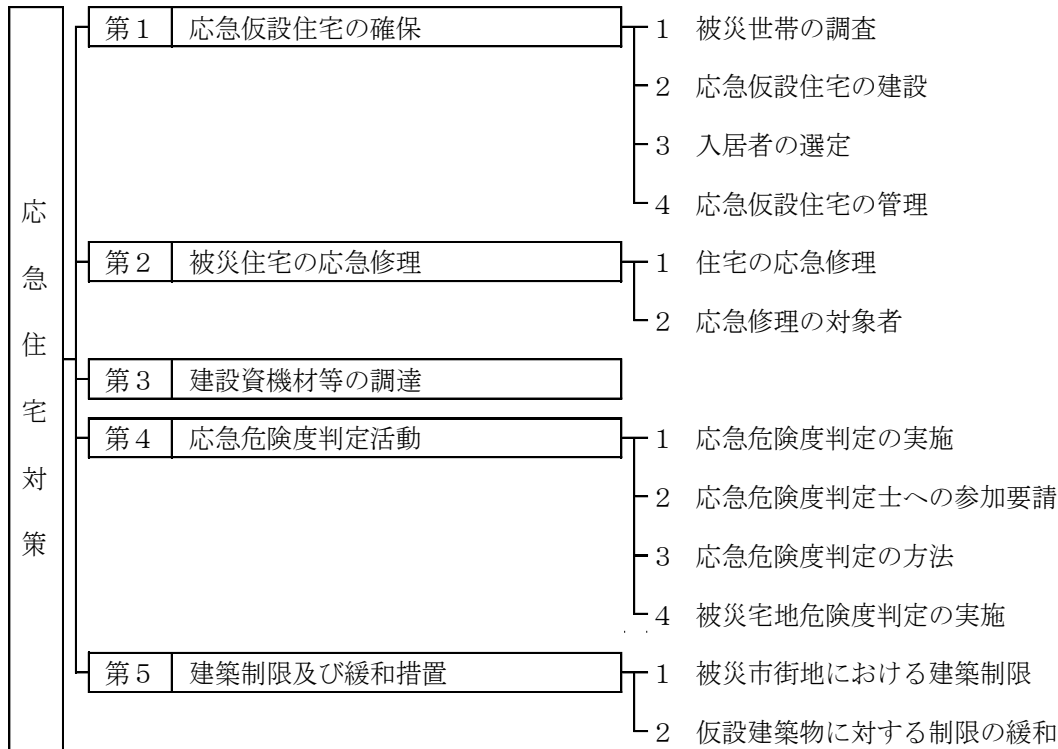 応急住宅対策
第１　応急仮設住宅の確保
１　被災世帯の調査
２　応急仮設住宅の建設
３　入居者の選定
４　応急仮設住宅の管理
第２　被災住宅の応急修理
１　住宅の応急修理
２　応急修理の対象者
第３　建設資機材等の調達
第４　応急危険度判定活動
１　応急危険度判定の実施
２　応急危険度判定士への参加要請
３　応急危険度判定の方法
４　被災宅地危険度判定の実施
第５　建築制限及び緩和措置
１　被災市街地における建築制限
２　仮設建築物に対する制限の緩和